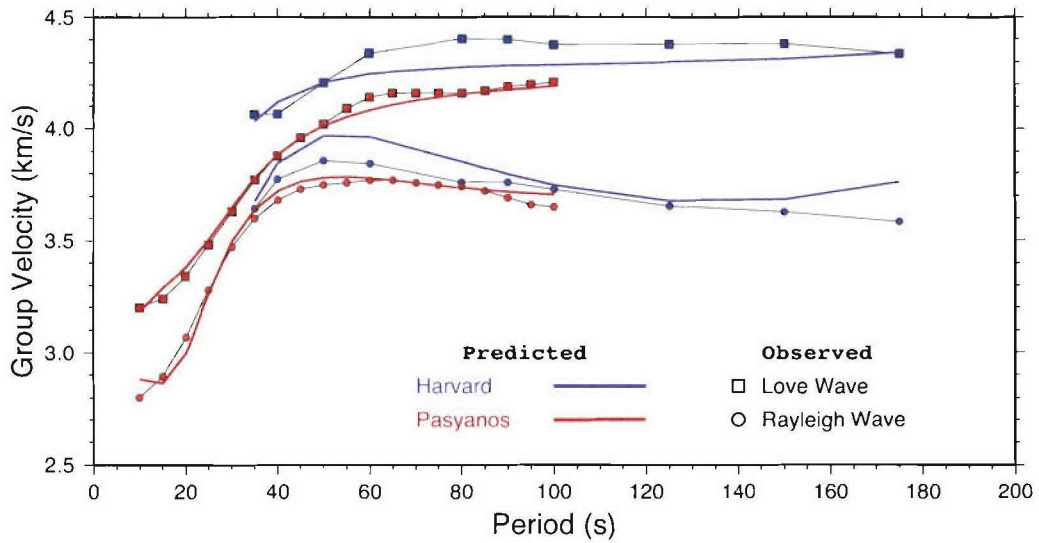 4.5
4.0
3.5
3.0
2.5
Group Velocity (km/s)
Predicted Observed
Harvard Love Wave
Pasyanos Rayleigh Wave
0 20 40 60 80 100 120 140 160 180 200
Period (s)